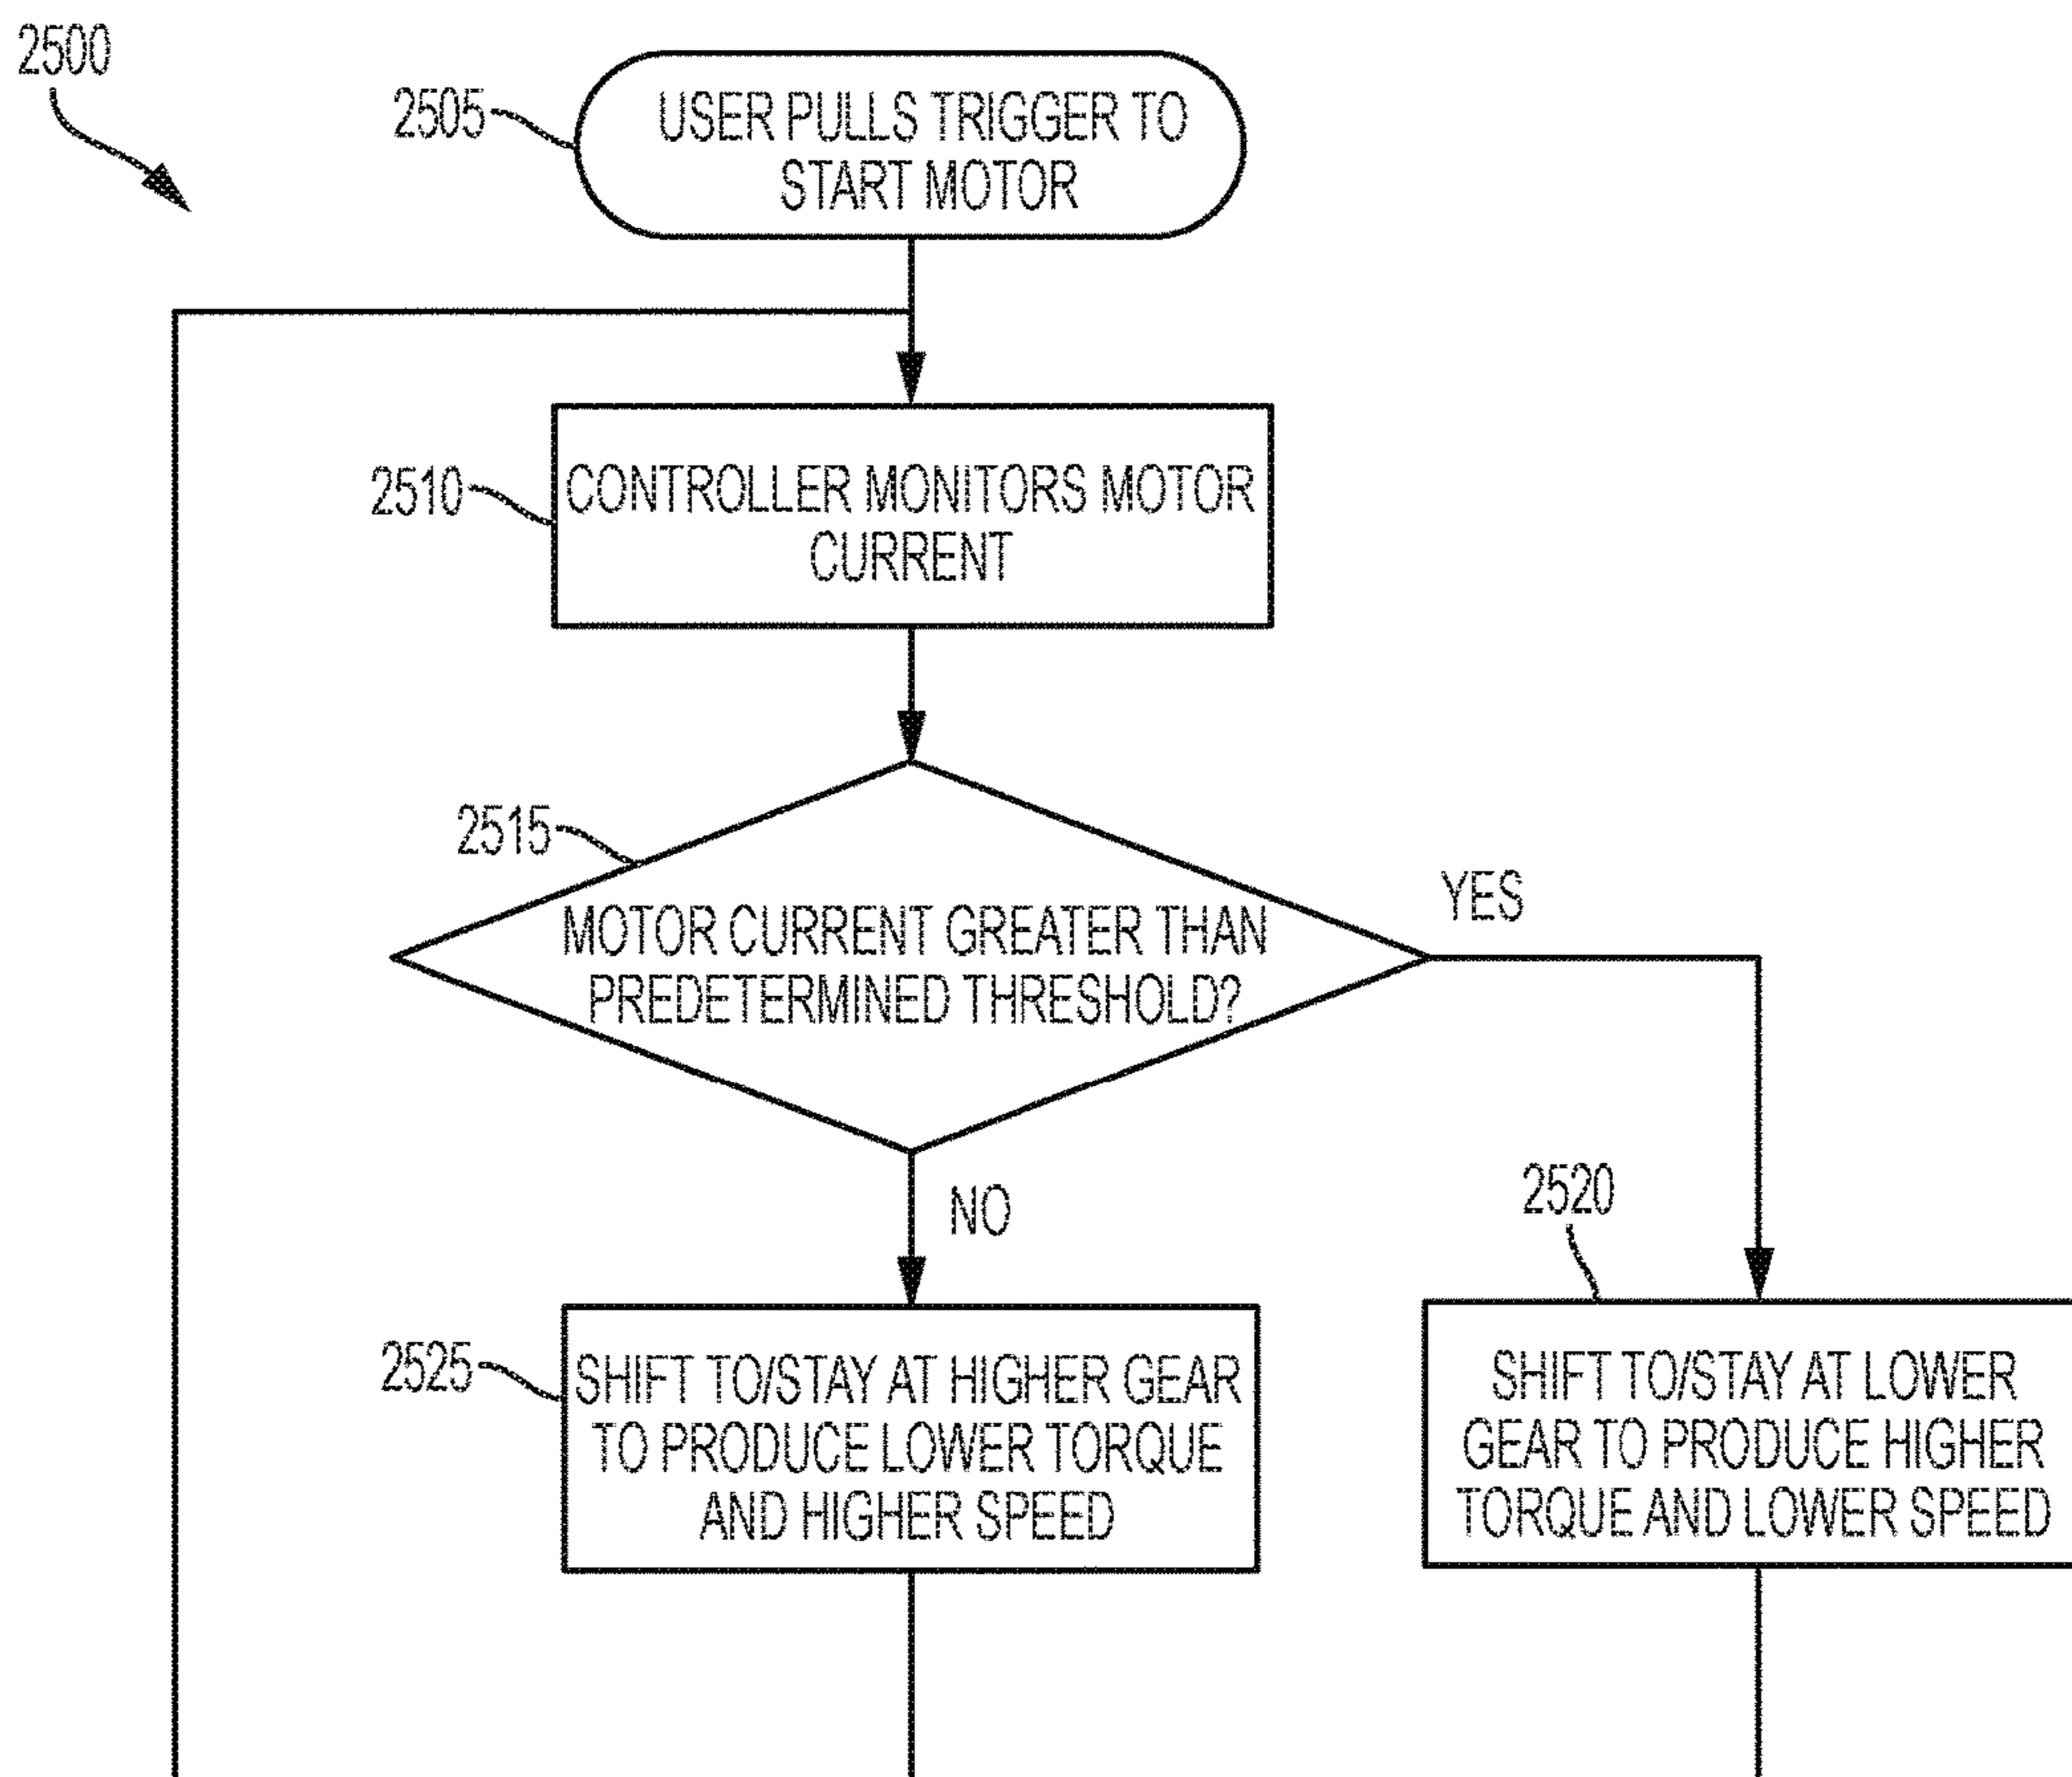 2500
2505
USER PULLS TRIGGER TO
START MOTOR
2510
CONTROLLER MONITORS MOTOR
CURRENT
2515
MOTOR CURRENT GREATER THAN
PREDETERMINED THRESHOLD?
YES
NO
2520
2525
SHIFT TO/STAY AT HIGHER GEAR
TO PRODUCE LOWER TORQUE
AND HIGHER SPEED
SHIFT TO/STAY AT LOWER
GEAR TO PRODUCE HIGHER
TORQUE AND LOWER SPEED